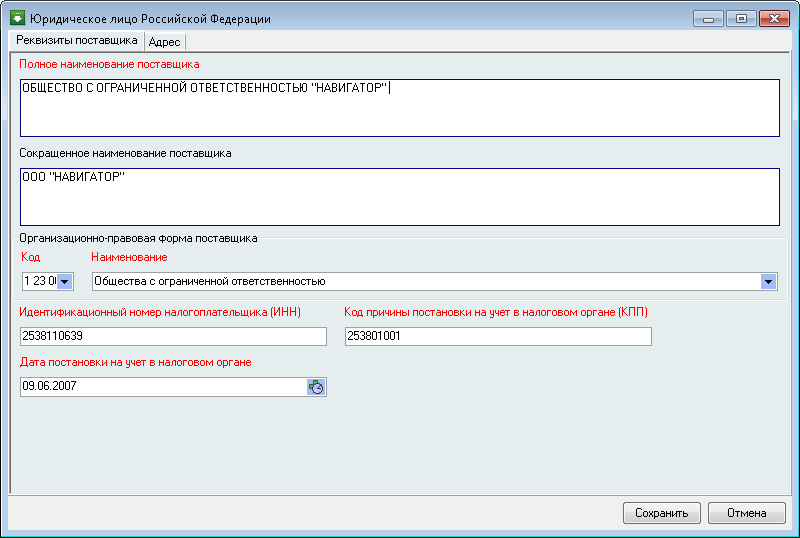 Юридическое лицо Российской Федерации
Реквизиты поставщика
Адрес
Полное наименование поставщика
ОБЩЕСТВО С ОГРАНИЧЕННОЙ ОТВЕТСТВЕННОСТЬЮ "НАВИГАТОР"
Сокращенное наименование поставщика
ООО "НАВИГАТОР"
Организационно-правовая форма поставщика
Код Наименование
1 23 0 Общества с ограниченной ответственностью
Идентификационный номер налогоплательщика (ИНН) Код причины постановки на учет в налоговом органе (КПП)
2538110639 253801001
Дата постановки на учет в налоговом органе
09.06.2007
Сохранить Отмена